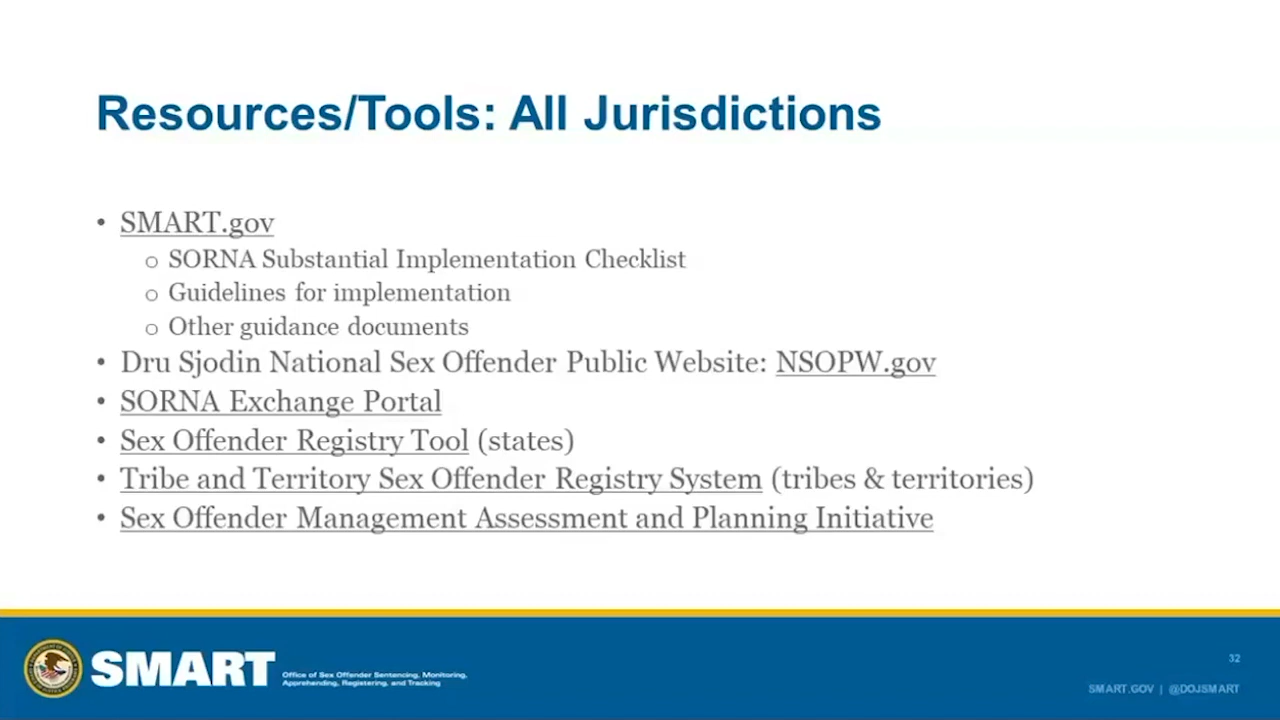 Resources/Tools: All Jurisdictions
• SMART.gov
o SORNA Substantial Implementation Checklist
o Guidelines for implementation
o Other guidance documents
• Dru Sjodin National Sex Offender Public Website: NSOPW.gov
• SORNA Exchange Portal
• Sex Offender Registry Tool (states)
• Tribe and Territory Sex Offender Registry System (tribes & territories)
• Sex Offender Management Assessment and Planning Initiative
SMART
Office of Sex Offender Sentencing, Monitoring,
Apprehending, Registering, and Tracking
32
SMART.GOV | @DOJSMART